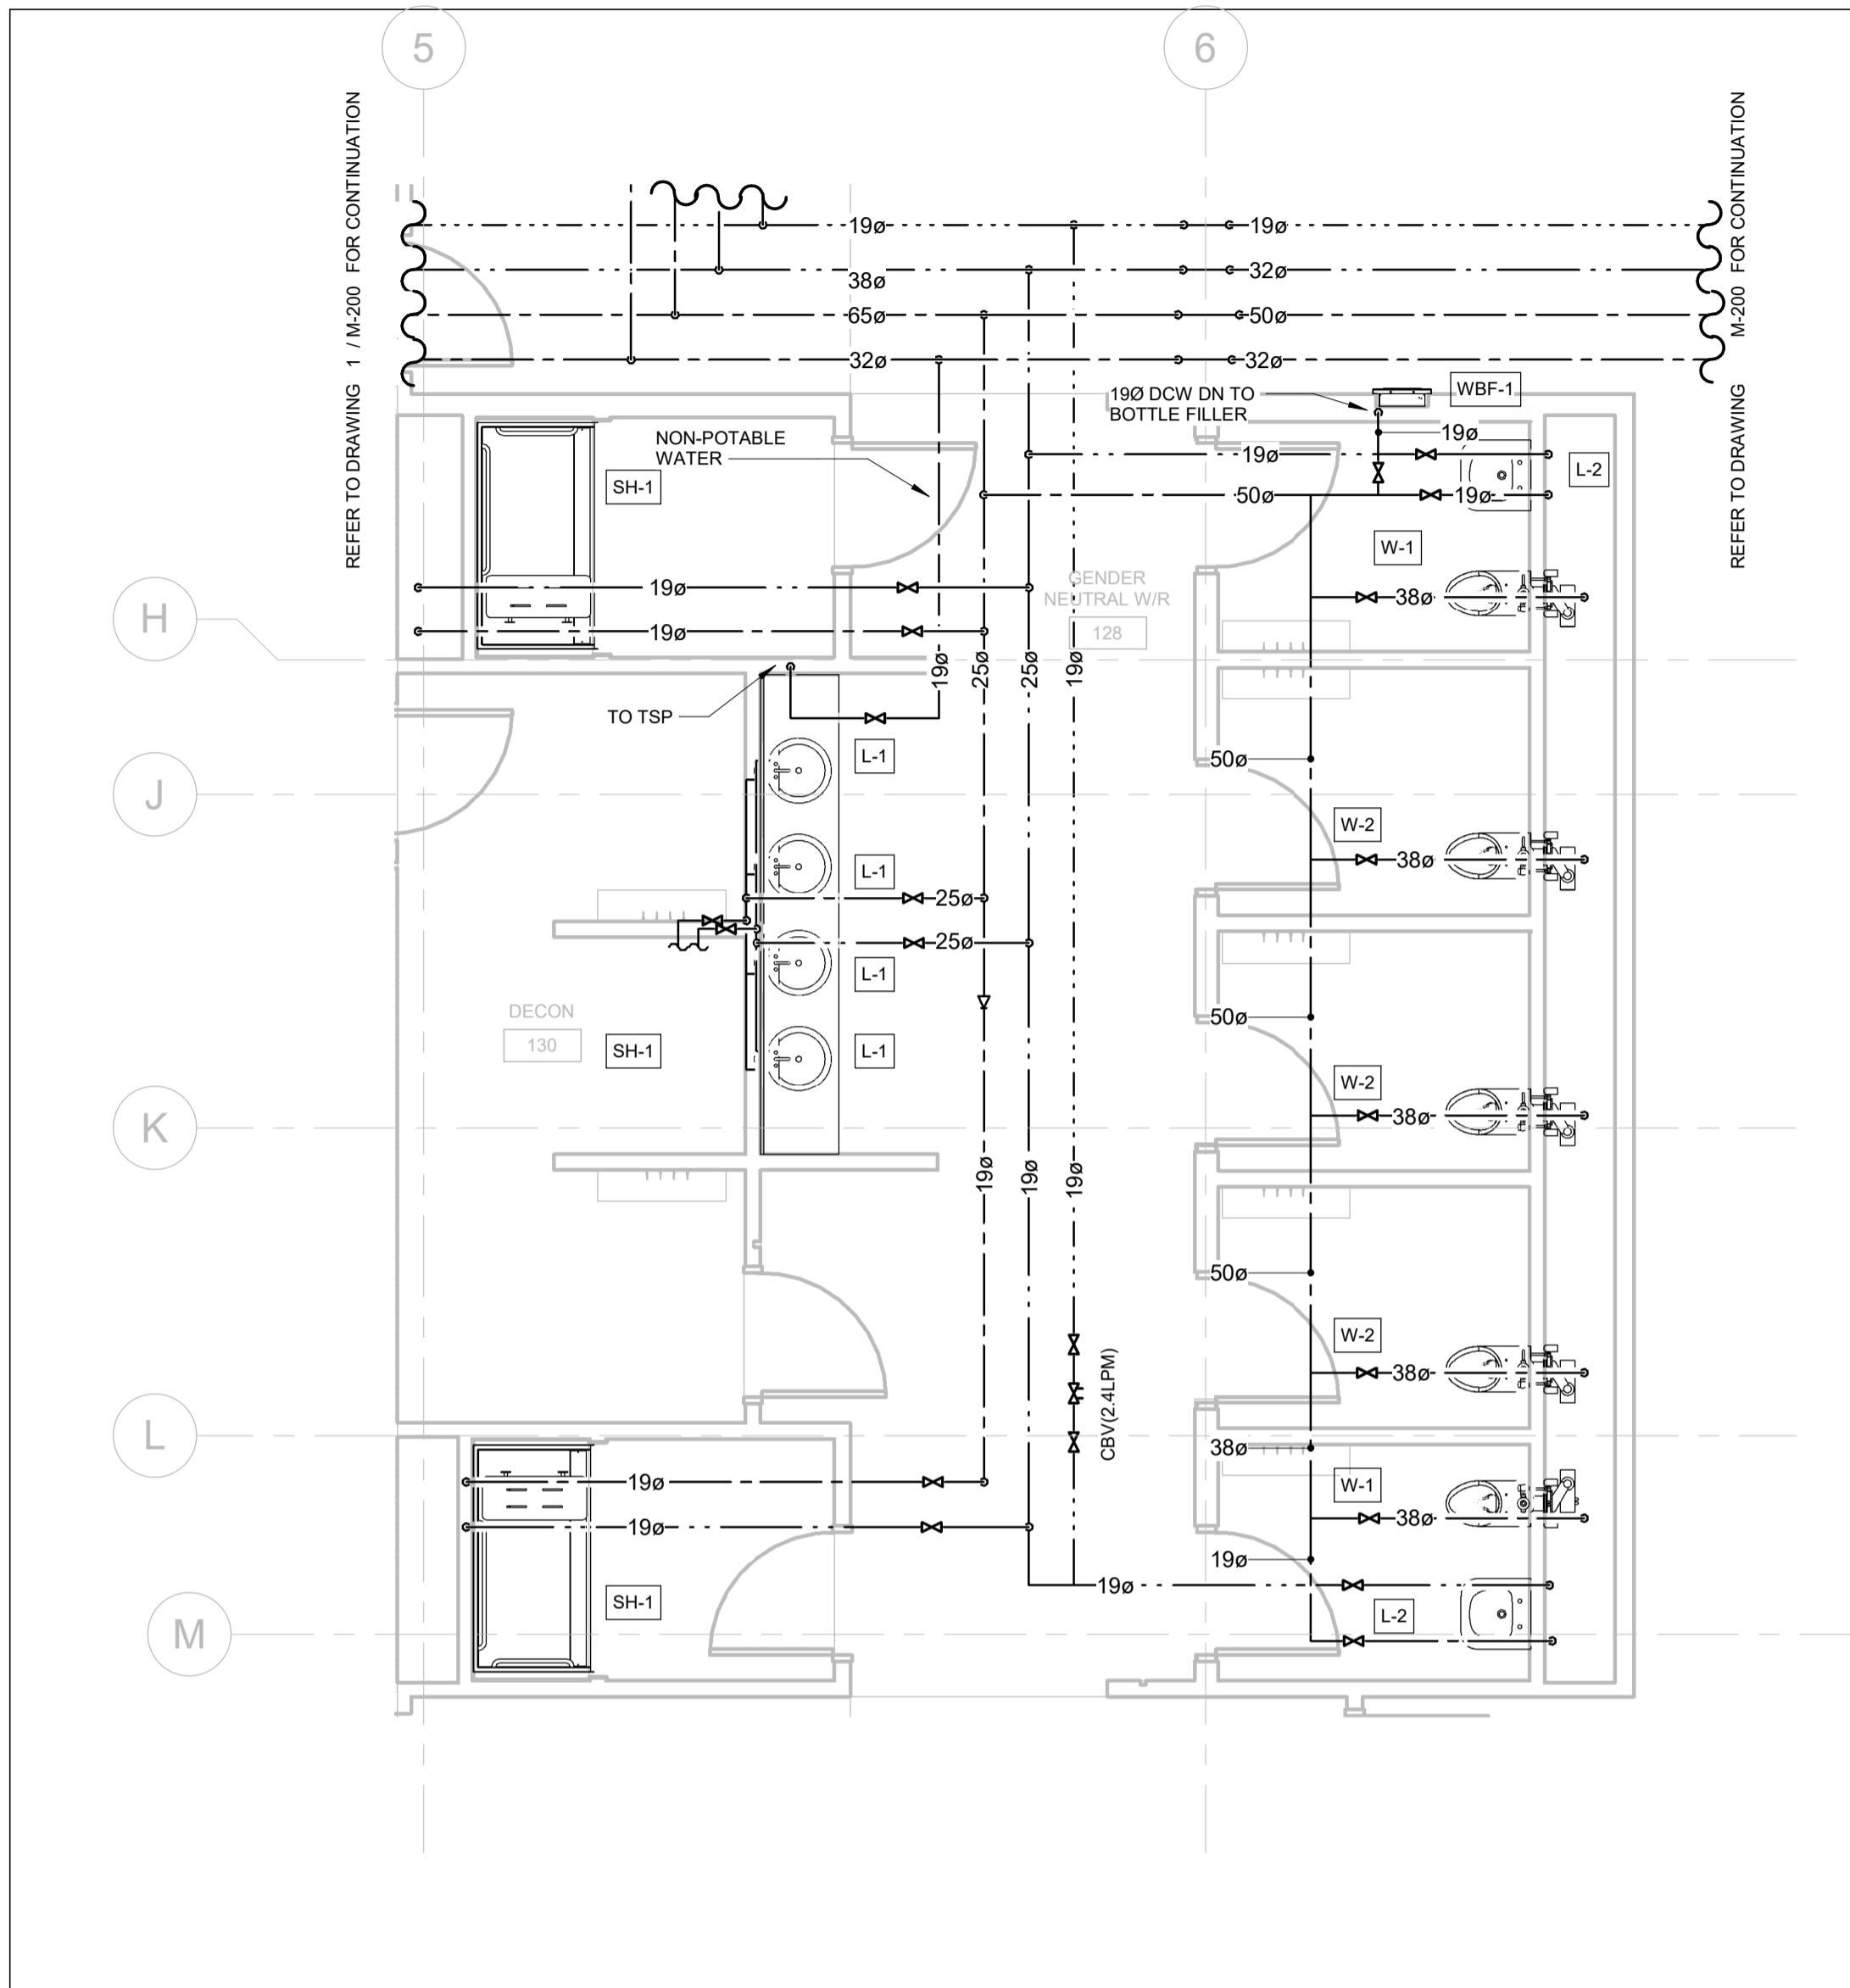 5
6
REFER TO DRAWING 1 / M-200 FOR CONTINUATION
REFER TO DRAWING M-200 FOR CONTINUATION
19ø
19ø
38ø
32ø
65ø
50ø
32ø
32ø
19Ø DCW DN TO
BOTTLE FILLER
WBF-1
NON-POTABLE
WATER
19ø
19ø
L-2
SH-1
50ø
19ø
W-1
19ø
GENDER
NEUTRAL W/R
128
38ø
H
19ø
19ø
25ø
25ø
19ø
TO TSP
L-1
50ø
J
W-2
L-1
38ø
25ø
25ø
L-1
DECON
130
SH-1
L-1
50ø
W-2
38ø
K
19ø
19ø
19ø
50ø
W-2
38ø
CBV(2.4LPM)
L
38ø
19ø
W-1
19ø
38ø
19ø
19ø
SH-1
L-2
M